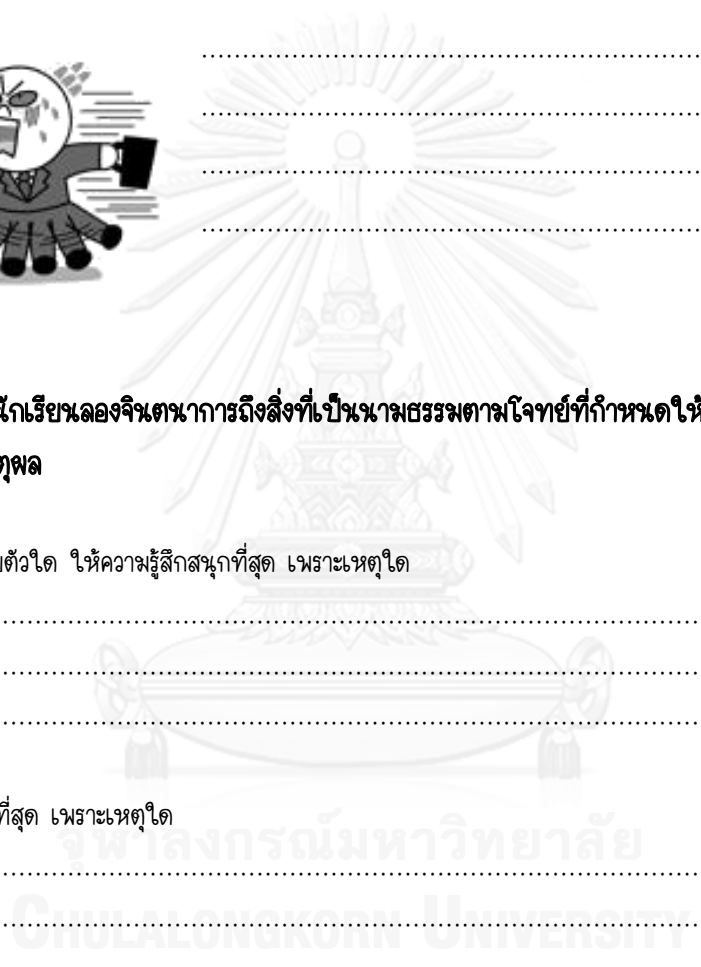 นักเรียนลองจินตนาการถึงสิ่งที่เป็นนามธรรมตามโจทย์ที่กำหนดให้
ตุผล
ตัวใด ให้ความรู้สึกสนุกที่สุด เพราะเหตุใด
ที่สุด เพราะเหตุใด
จุฬาลงกรณ์มหาวิทยาลัย
CHULALONGKORN UNIVERSITY